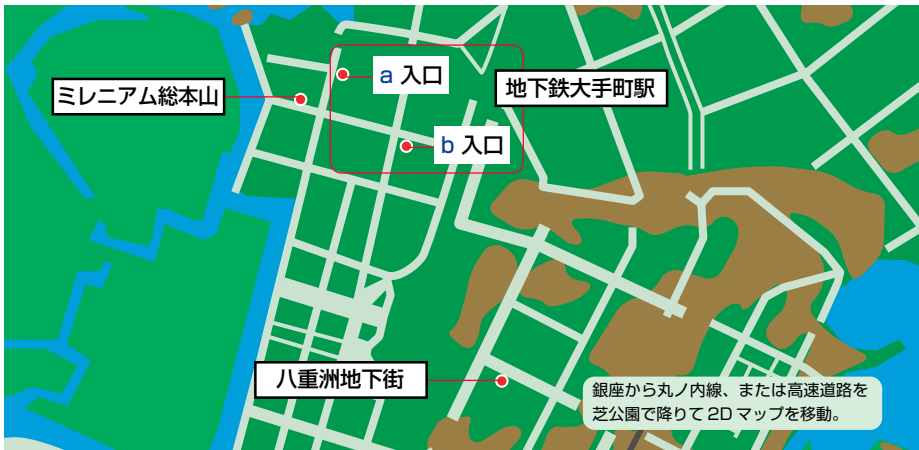 ミレニアム総本山
a 入口
地下鉄大手町駅
b 入口
八重洲地下街
銀座から丸ノ内線、または高速道路を
芝公園で降りて 2D マップを移動。